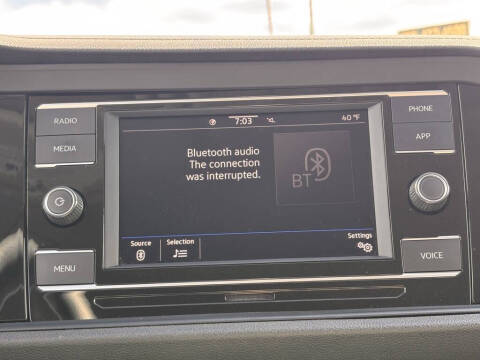 RADIO
MEDIA
MENU
7:03
40 °F
Bluetooth audio
The connection
was interrupted.
BT
Source
Selection
Settings
PHONE
APP
VOICE